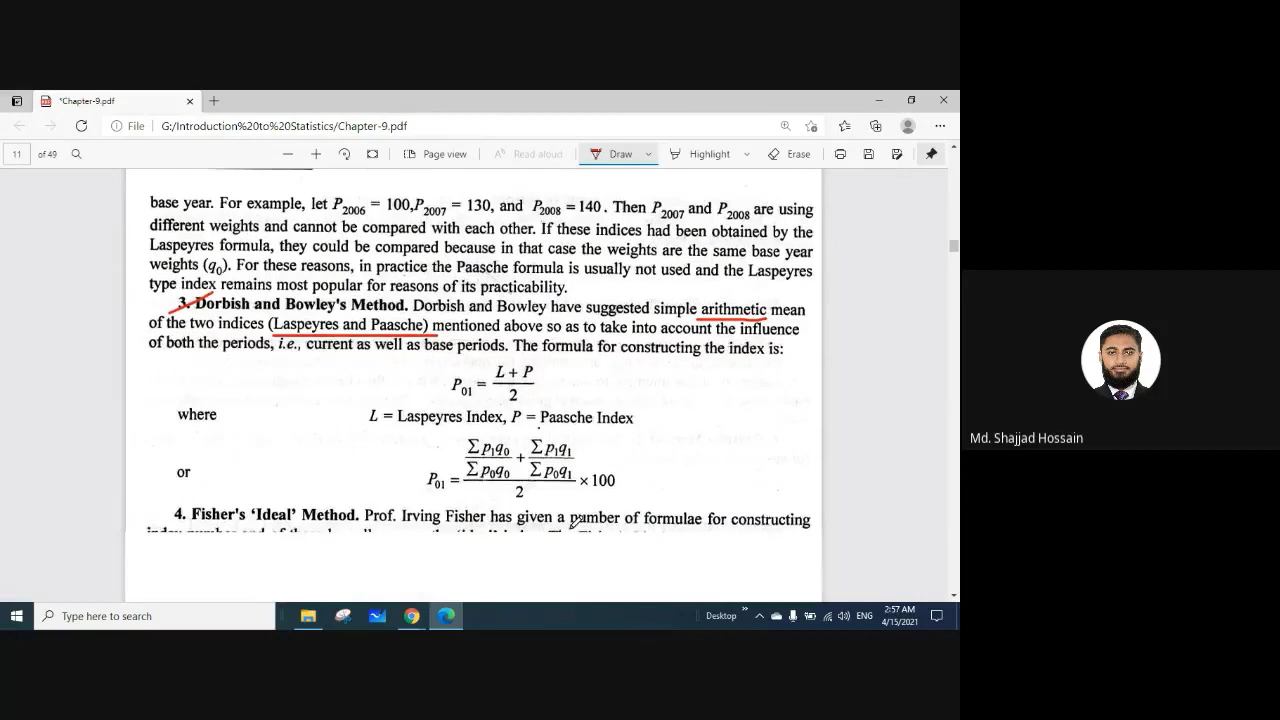 *Chapter-9.pdf
File G:/Introduction%20to%20Statistics/Chapter-9.pdf
11 of 49 Page view Read aloud Draw Highlight Erase
base year. For example, let P2006 = 100,P2007 = 130, and P2008 = 140. Then P2007 and P2008 are using
different weights and cannot be compared with each other. If these indices had been obtained by the
Laspeyres formula, they could be compared because in that case the weights are the same base year
weights (q0). For these reasons, in practice the Paasche formula is usually not used and the Laspeyres
type index remains most popular for reasons of its practicability.
3. Dorbish and Bowley's Method. Dorbish and Bowley have suggested simple arithmetic mean
of the two indices (Laspeyres and Paasche) mentioned above so as to take into account the influence
of both the periods, i.e., current as well as base periods. The formula for constructing the index is:
P01 = (L + P) / 2
where L = Laspeyres Index, P = Paasche Index
or P01 = (∑p1q0 / ∑p0q0 + ∑p1q1 / ∑p0q1) / 2 × 100
4. Fisher's 'Ideal' Method. Prof. Irving Fisher has given a number of formulae for constructing
Md. Shajjad Hossain
Type here to search
Desktop ENG
2:57 AM
4/15/2021